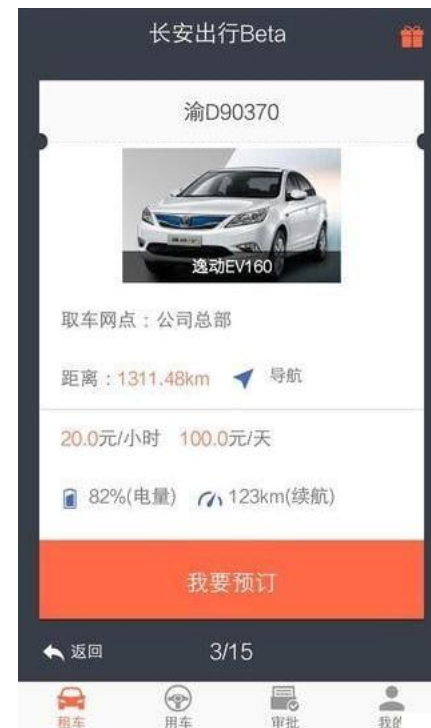 长安出行Beta
渝D90370
逸动EV160
取车网点：公司总部
距离：1311.48km 导航
20.0元/小时 100.0元/天
82%(电量) 123km(续航)
我要预订
返回 3/15
租车 用车 审批 我的